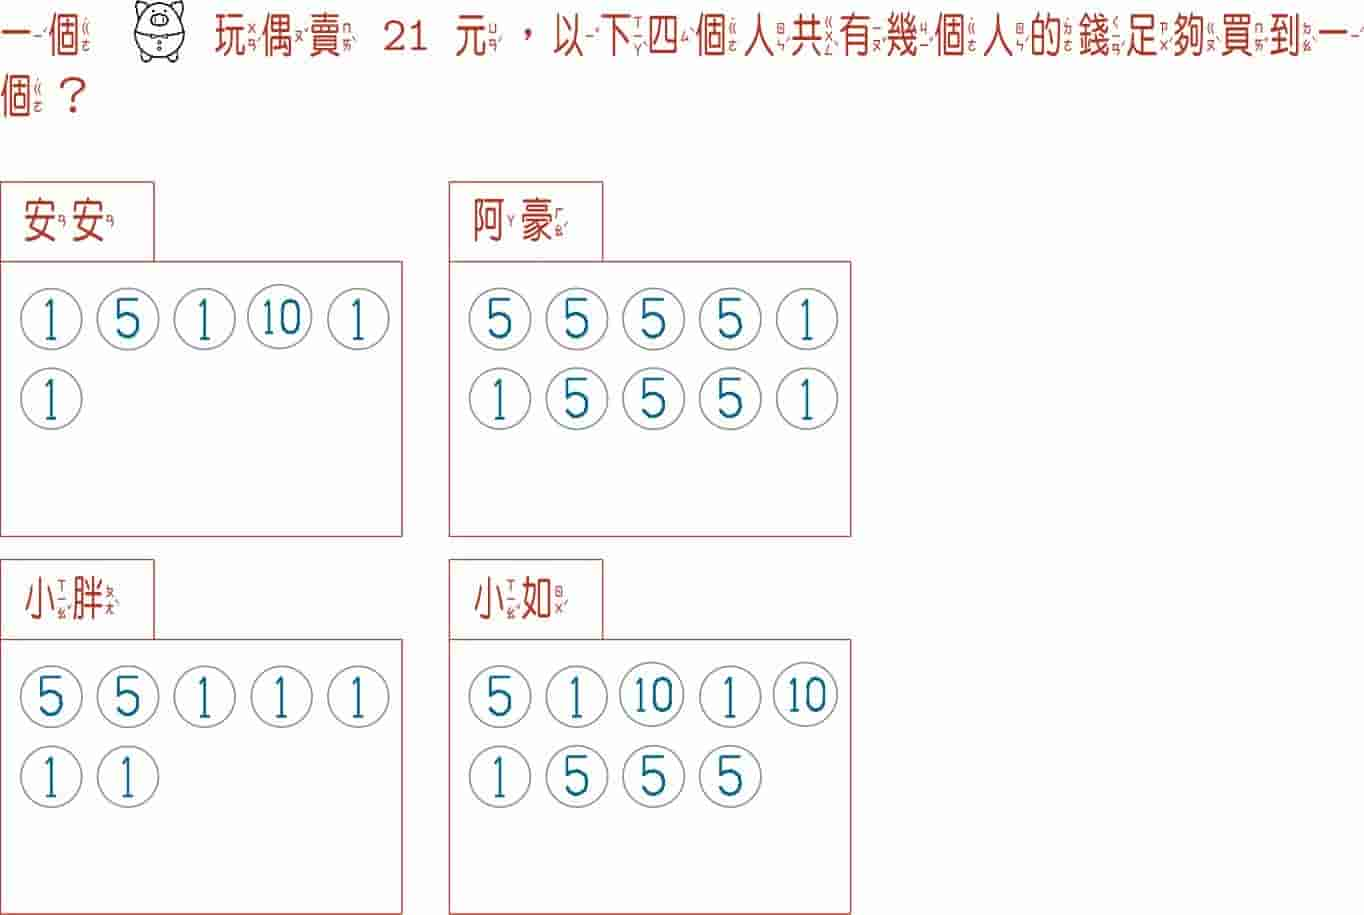 一個 玩偶賣 21 元，以下四個人共有幾個人的錢足夠買到一
個？
安安
1 5 1 10 1
1
阿豪
5 5 5 5 1
1 5 5 5 1
小胖
5 5 1 1 1
1 1
小如
5 1 10 1 10
1 5 5 5